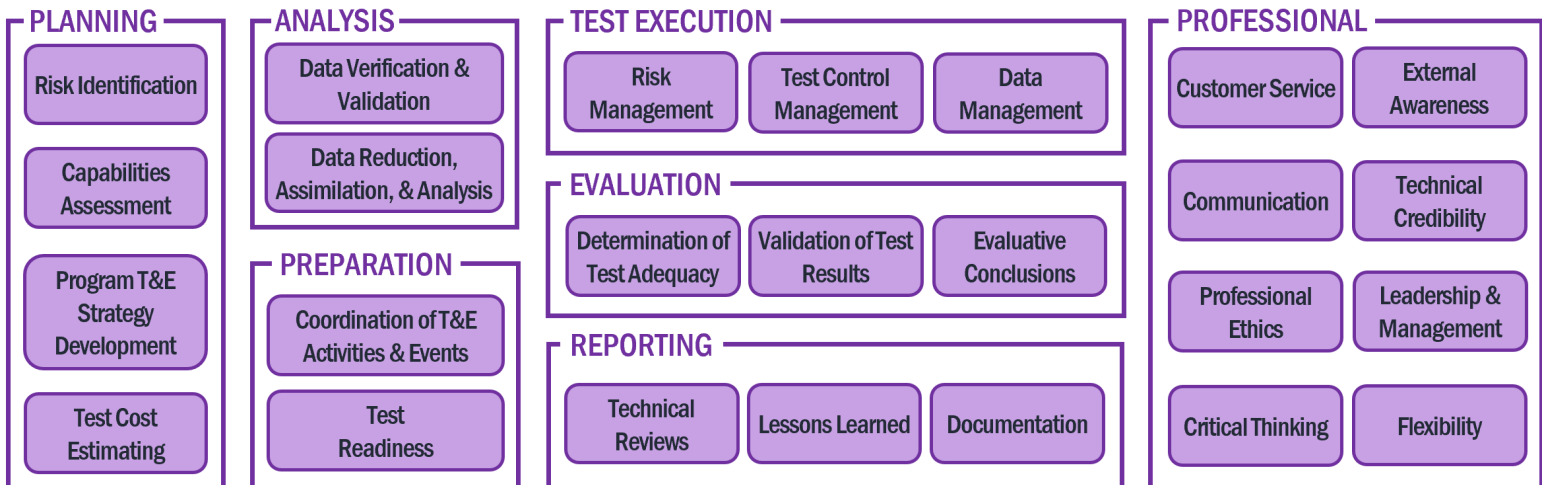 PLANNING
Risk Identification
Capabilities
Assessment
Program T&E
Strategy
Development
Test Cost
Estimating
ANALYSIS
Data Verification &
Validation
Data Reduction,
Assimilation, & Analysis
PREPARATION
Coordination of T&E
Activities & Events
Test
Readiness
TEST EXECUTION
Risk
Management
Test Control
Management
Data
Management
EVALUATION
Determination of
Test Adequacy
Validation of Test
Results
Evaluative
Conclusions
REPORTING
Technical
Reviews
Lessons Learned
Documentation
PROFESSIONAL
Customer Service
External
Awareness
Communication
Technical
Credibility
Professional
Ethics
Leadership &
Management
Critical Thinking
Flexibility